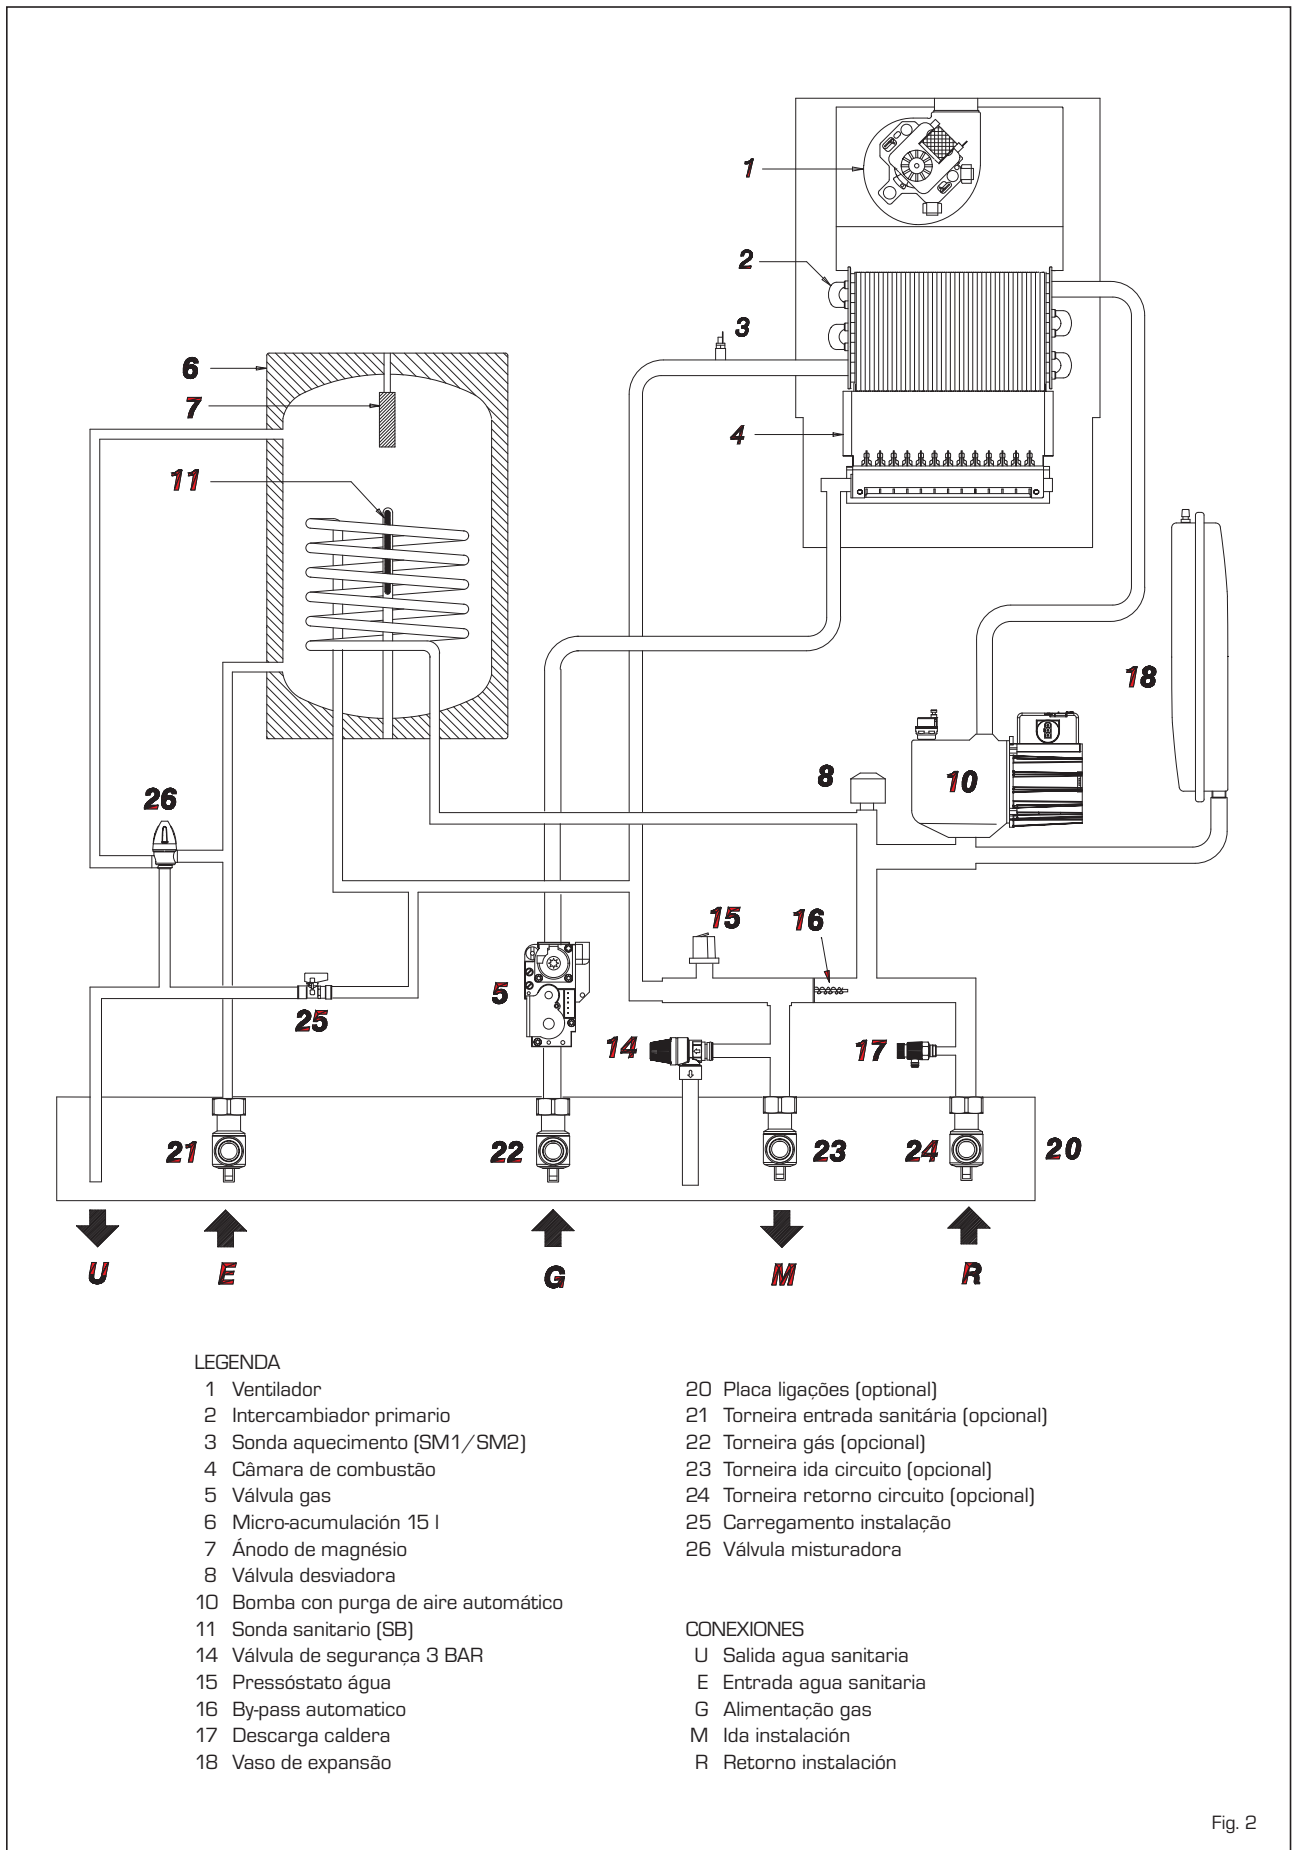 1
2
3
6
7
4
11
18
8
10
26
15
16
5
25
14
17
21
22
23
24
20
U
E
G
M
R
LEGENDA
1 Ventilador
2 Intercambiador primario
3 Sonda aquecimento (SM1/SM2)
4 Câmara de combustão
5 Válvula gas
6 Micro-acumulación 15 l
7 Ánodo de magnésio
8 Válvula desviadora
10 Bomba con purga de aire automático
11 Sonda sanitario (SB)
14 Válvula de segurança 3 BAR
15 Pressóstato água
16 By-pass automatico
17 Descarga caldera
18 Vaso de expansão
20 Placa ligações (optional)
21 Torneira entrada sanitária (opcional)
22 Torneira gás (opcional)
23 Torneira ida circuito (opcional)
24 Torneira retorno circuito (opcional)
25 Carregamento instalação
26 Válvula misturadora
CONEXIONES
U Salida agua sanitaria
E Entrada agua sanitaria
G Alimentação gas
M Ida instalación
R Retorno instalación
Fig. 2